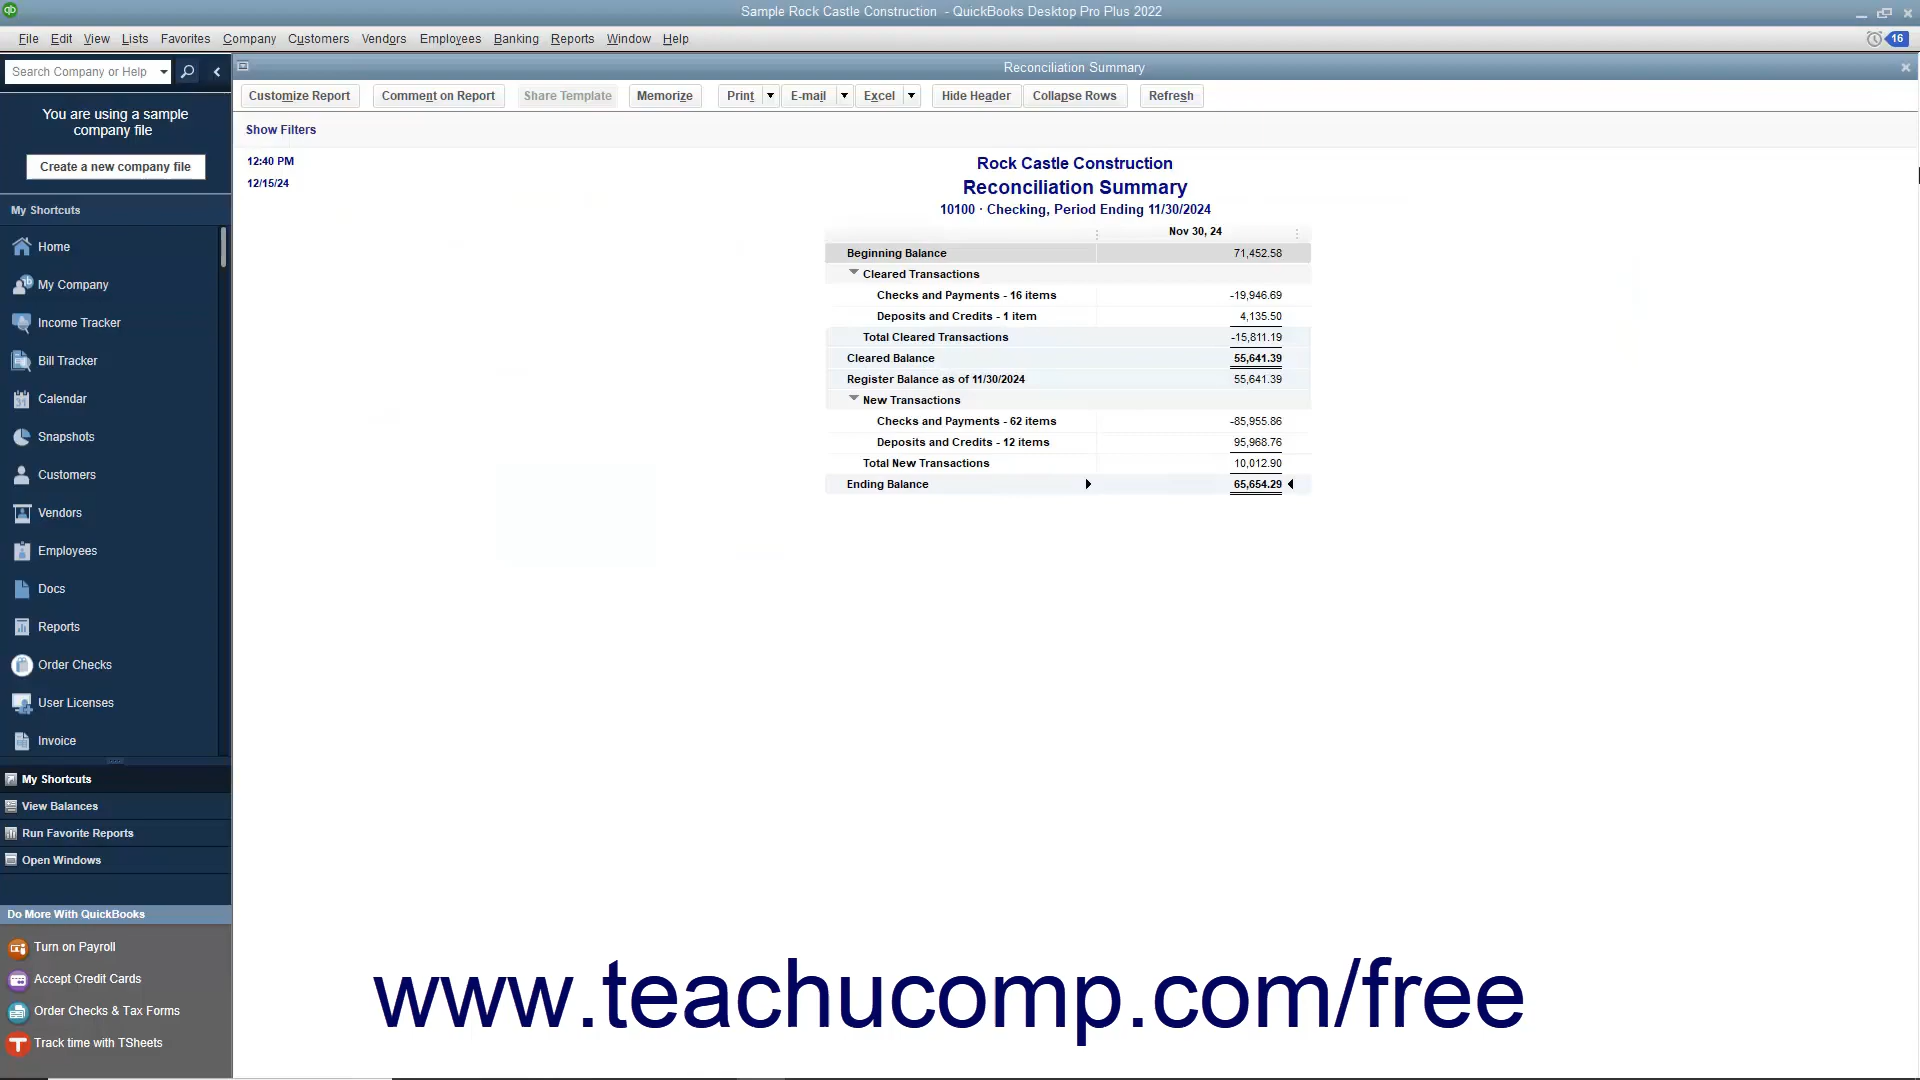 Sample Rock Castle Construction - QuickBooks Desktop Pro Plus 2022
File Edit View Lists Favorites Company Customers Vendors Employees Banking Reports Window Help
16
Search Company or Help
Reconciliation Summary
Customize Report Comment on Report Share Template Memorize Print E-mail Excel Hide Header Collapse Rows Refresh
You are using a sample
company file
Create a new company file
Show Filters
12:40 PM
12/15/24
Rock Castle Construction
Reconciliation Summary
10100 · Checking, Period Ending 11/30/2024
Nov 30, 24
Beginning Balance 71,452.58
Cleared Transactions
Checks and Payments - 16 items -19,946.69
Deposits and Credits - 1 item 4,135.50
Total Cleared Transactions -15,811.19
Cleared Balance 55,641.39
Register Balance as of 11/30/2024 55,641.39
New Transactions
Checks and Payments - 62 items -85,955.86
Deposits and Credits - 12 items 95,968.76
Total New Transactions 10,012.90
Ending Balance 65,654.29
My Shortcuts
Home
My Company
Income Tracker
Bill Tracker
31
Calendar
Snapshots
Customers
Vendors
Employees
Docs
Reports
Order Checks
User Licenses
Invoice
My Shortcuts
View Balances
Run Favorite Reports
Open Windows
Do More With QuickBooks
Turn on Payroll
Accept Credit Cards
Order Checks & Tax Forms
Track time with TSheets
www.teachucomp.com/free